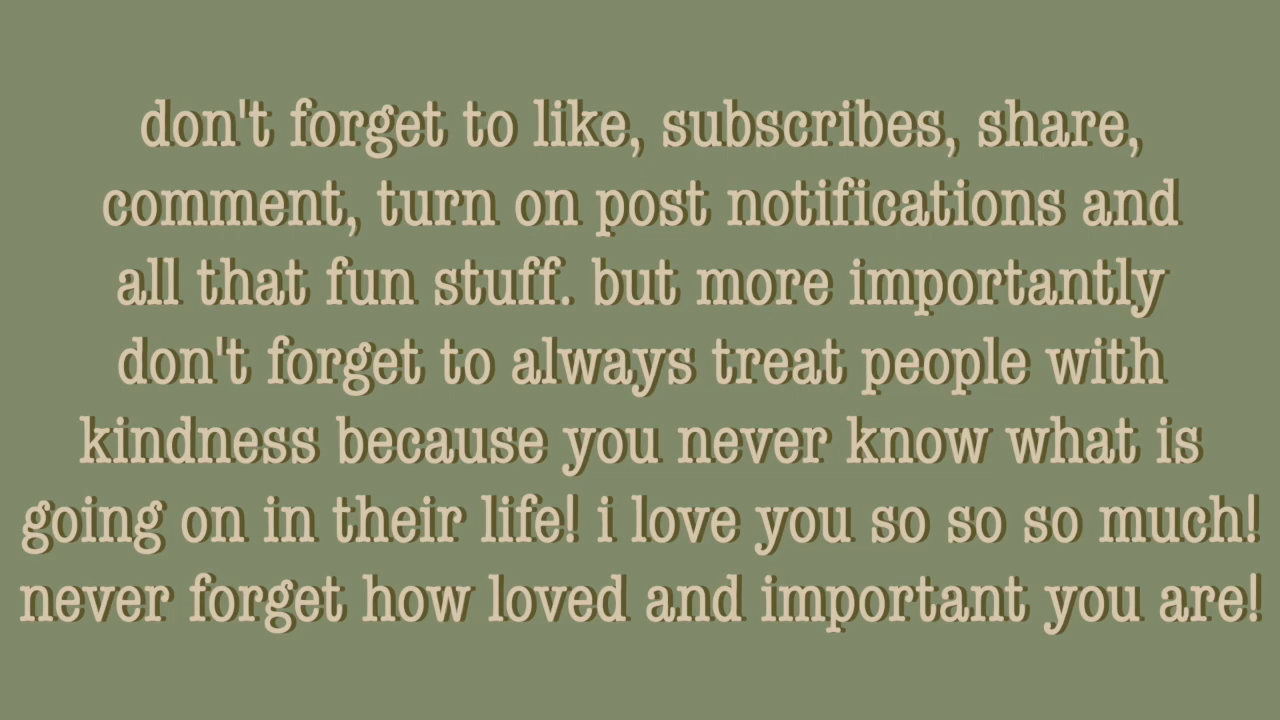 don't forget to like, subscribes, share,
comment, turn on post notifications and
all that fun stuff. but more importantly
don't forget to always treat people with
kindness because you never know what is
going on in their life! i love you so so so much!
never forget how loved and important you are!